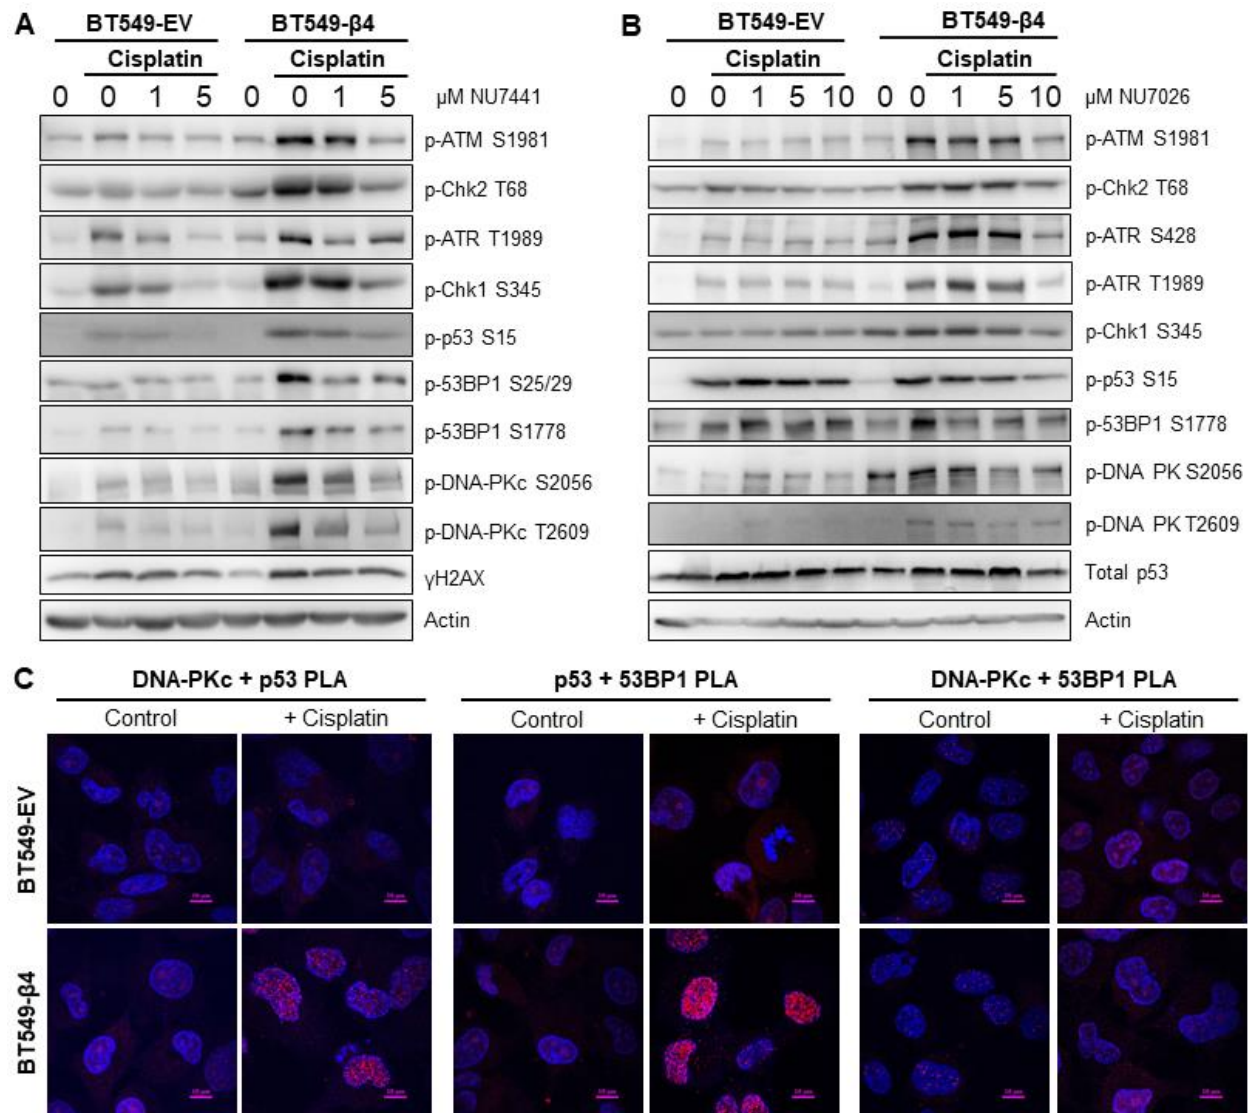 A
BT549-EV BT549-β4
Cisplatin Cisplatin
0 0 1 5 0 0 1 5 μM NU7441
p-ATM S1981
p-Chk2 T68
p-ATR T1989
p-Chk1 S345
p-p53 S15
p-53BP1 S25/29
p-53BP1 S1778
p-DNA-PKc S2056
p-DNA-PKc T2609
γH2AX
Actin
B
BT549-EV BT549-β4
Cisplatin Cisplatin
0 0 1 5 10 0 0 1 5 10 μM NU7026
p-ATM S1981
p-Chk2 T68
p-ATR S428
p-ATR T1989
p-Chk1 S345
p-p53 S15
p-53BP1 S1778
p-DNA PK S2056
p-DNA PK T2609
Total p53
Actin
C
DNA-PKc + p53 PLA p53 + 53BP1 PLA DNA-PKc + 53BP1 PLA
Control + Cisplatin Control + Cisplatin Control + Cisplatin
BT549-EV
BT549-β4